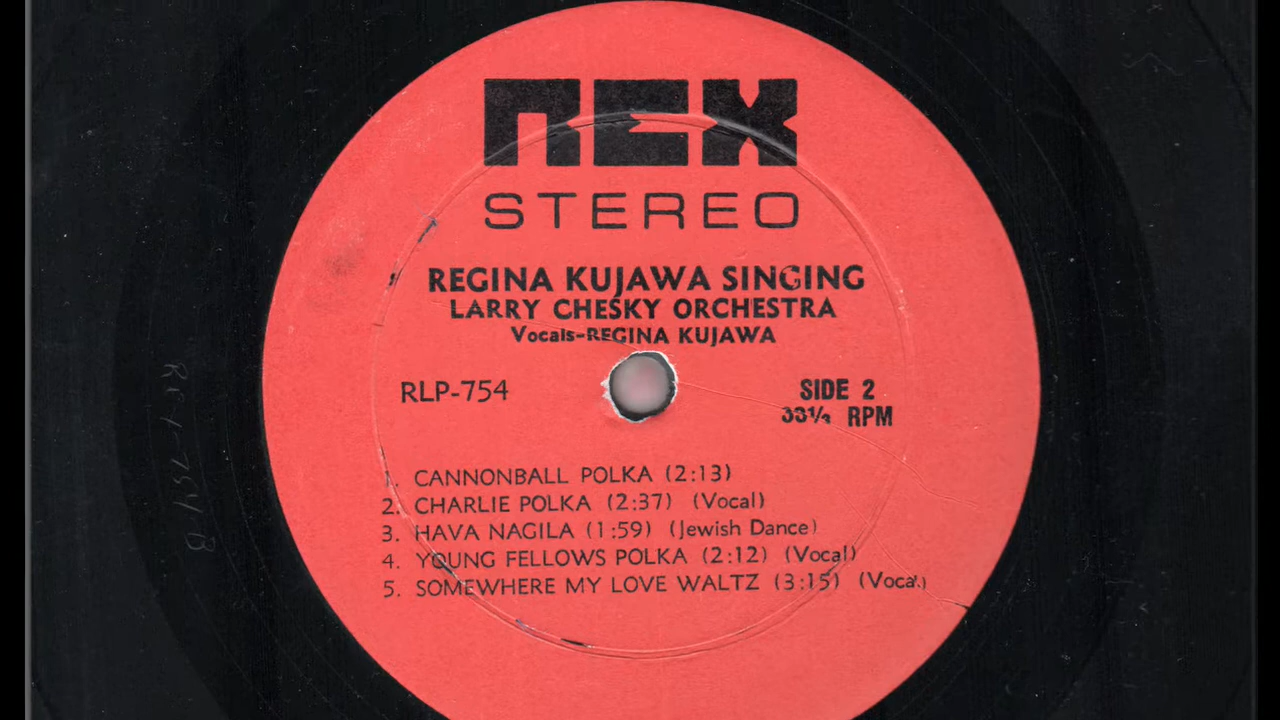 REX
STEREO
REGINA KUJAWA SINGING
LARRY CHESKY ORCHESTRA
Vocals-REGINA KUJAWA
RLP-754
SIDE 2
33⅓ RPM
1. CANNONBALL POLKA (2:13)
2. CHARLIE POLKA (2:37) (Vocal)
3. HAVA NAGILA (1:59) (Jewish Dance)
4. YOUNG FELLOWS POLKA (2:12) (Vocal)
5. SOMEWHERE MY LOVE WALTZ (3:15) (Vocal)